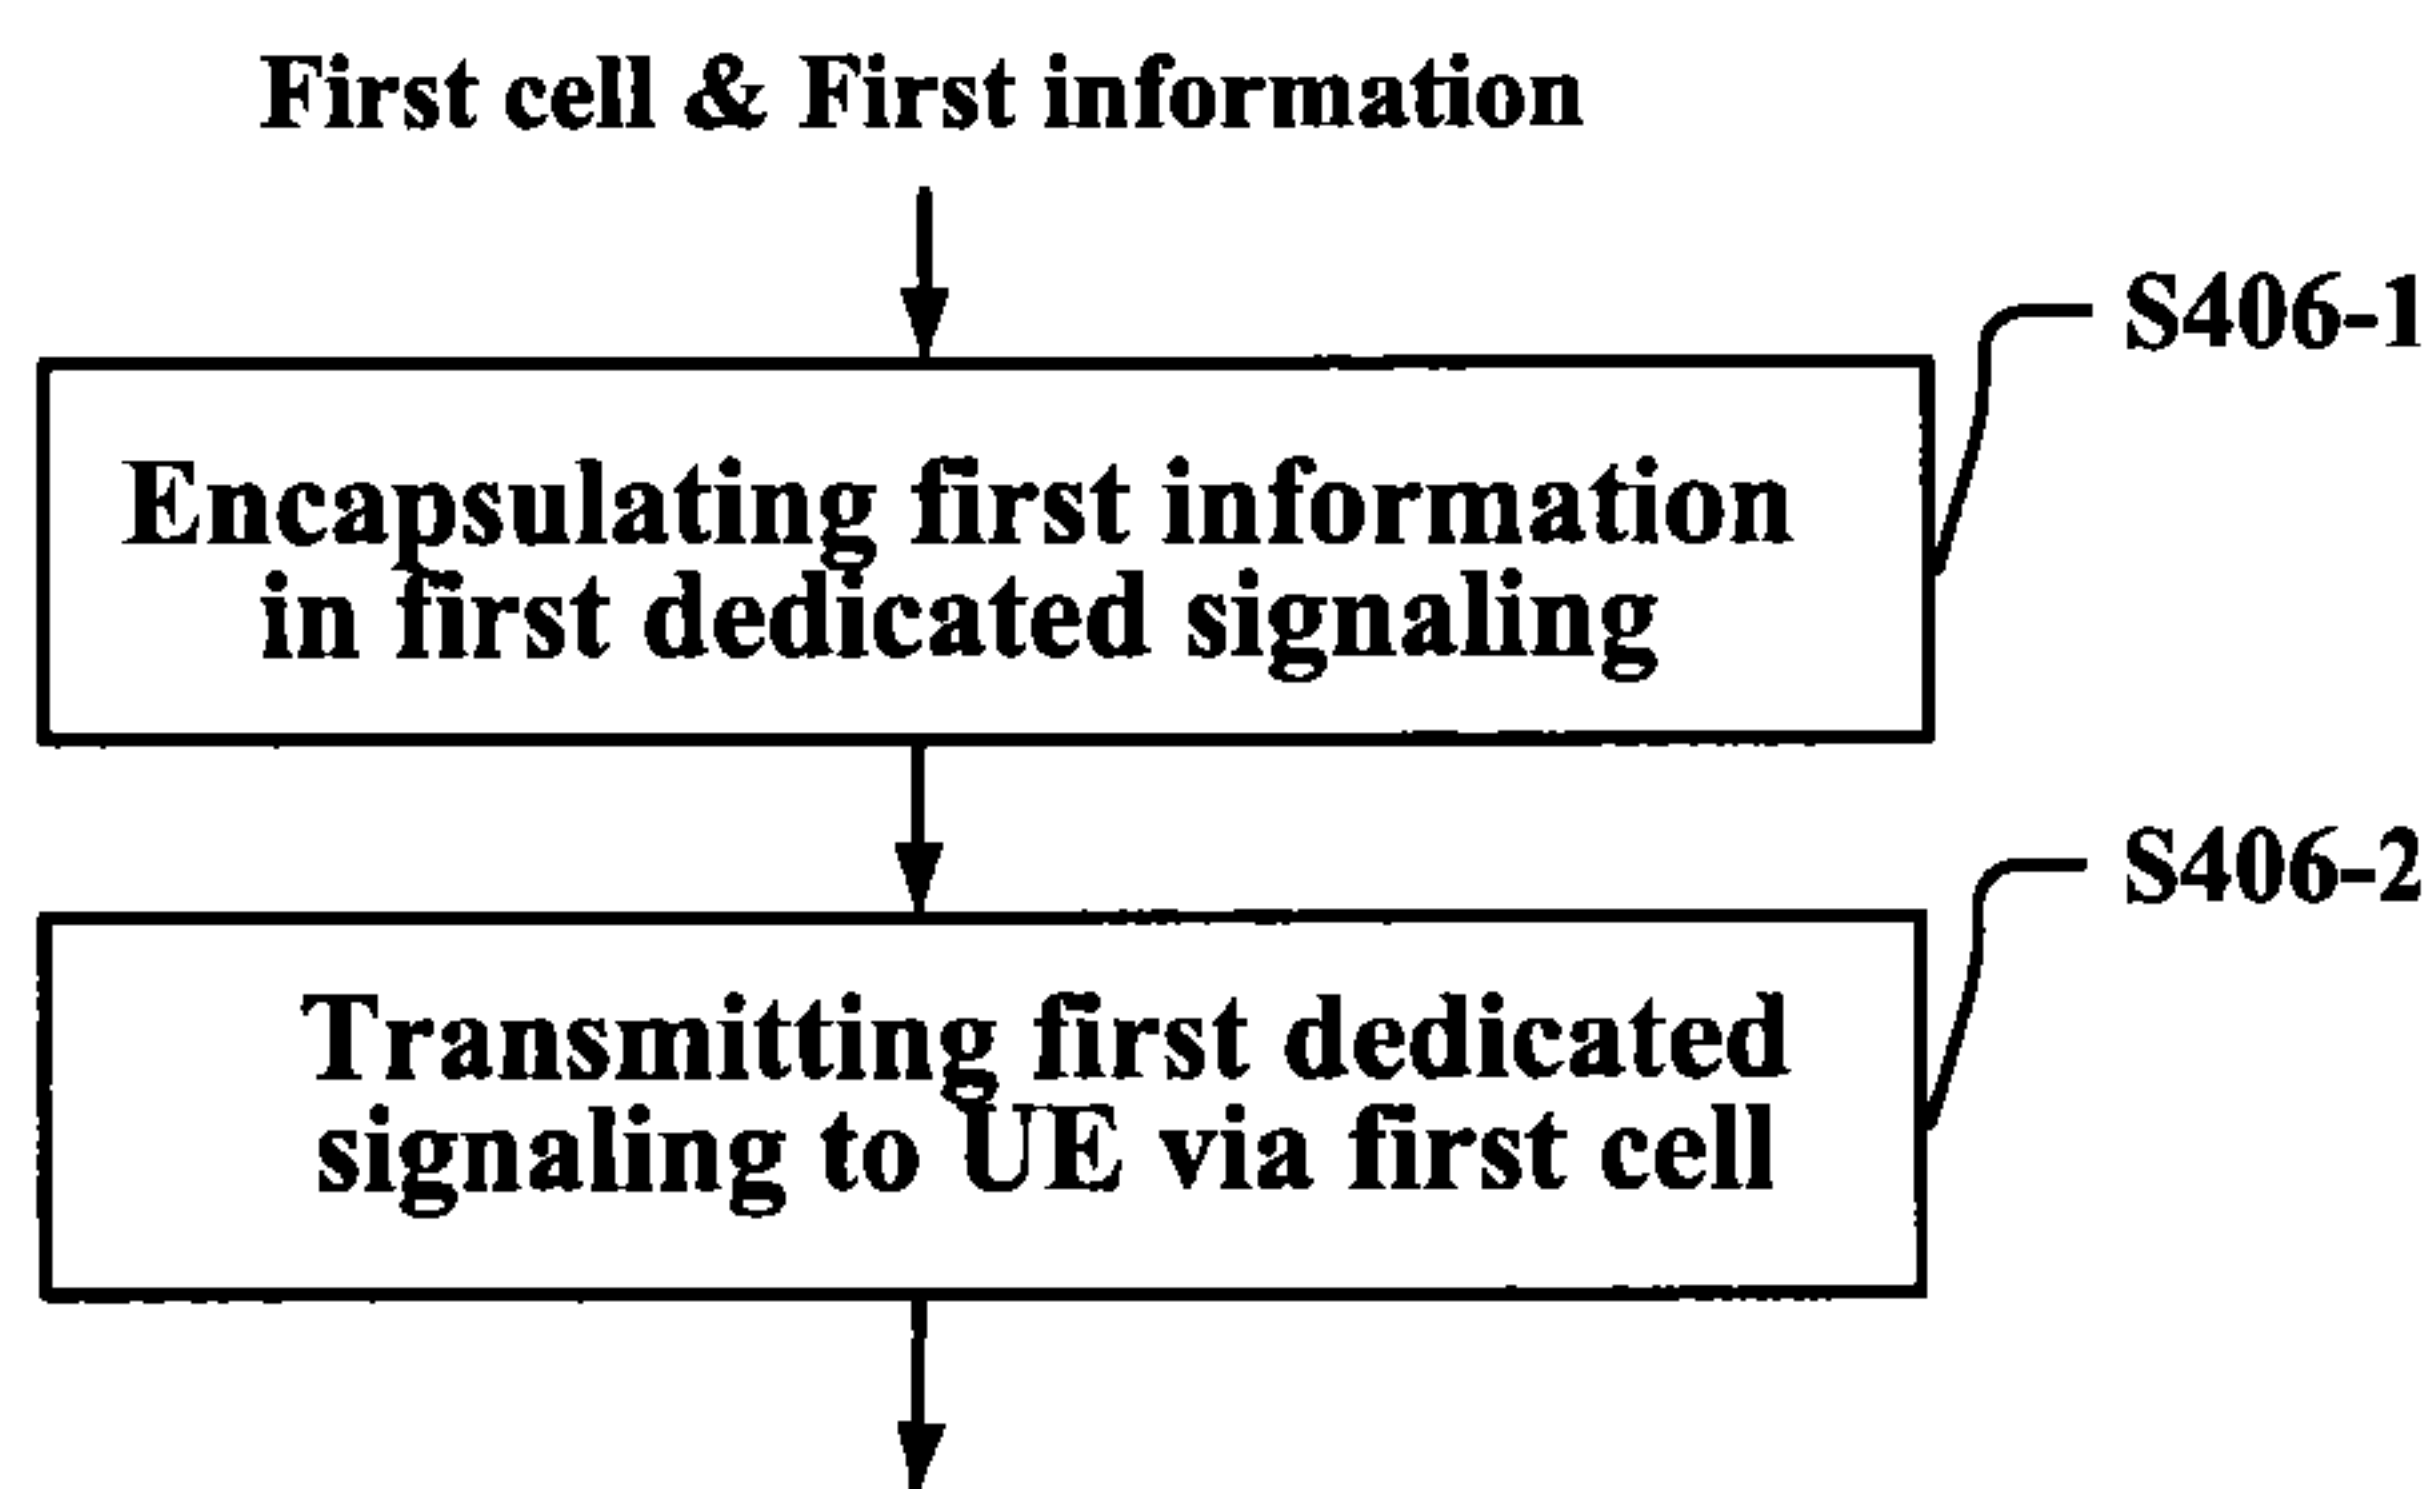 First cell & First information
S406-1
Encapsulating first information
in first dedicated signaling
S406-2
Transmitting first dedicated
signaling to UE via first cell